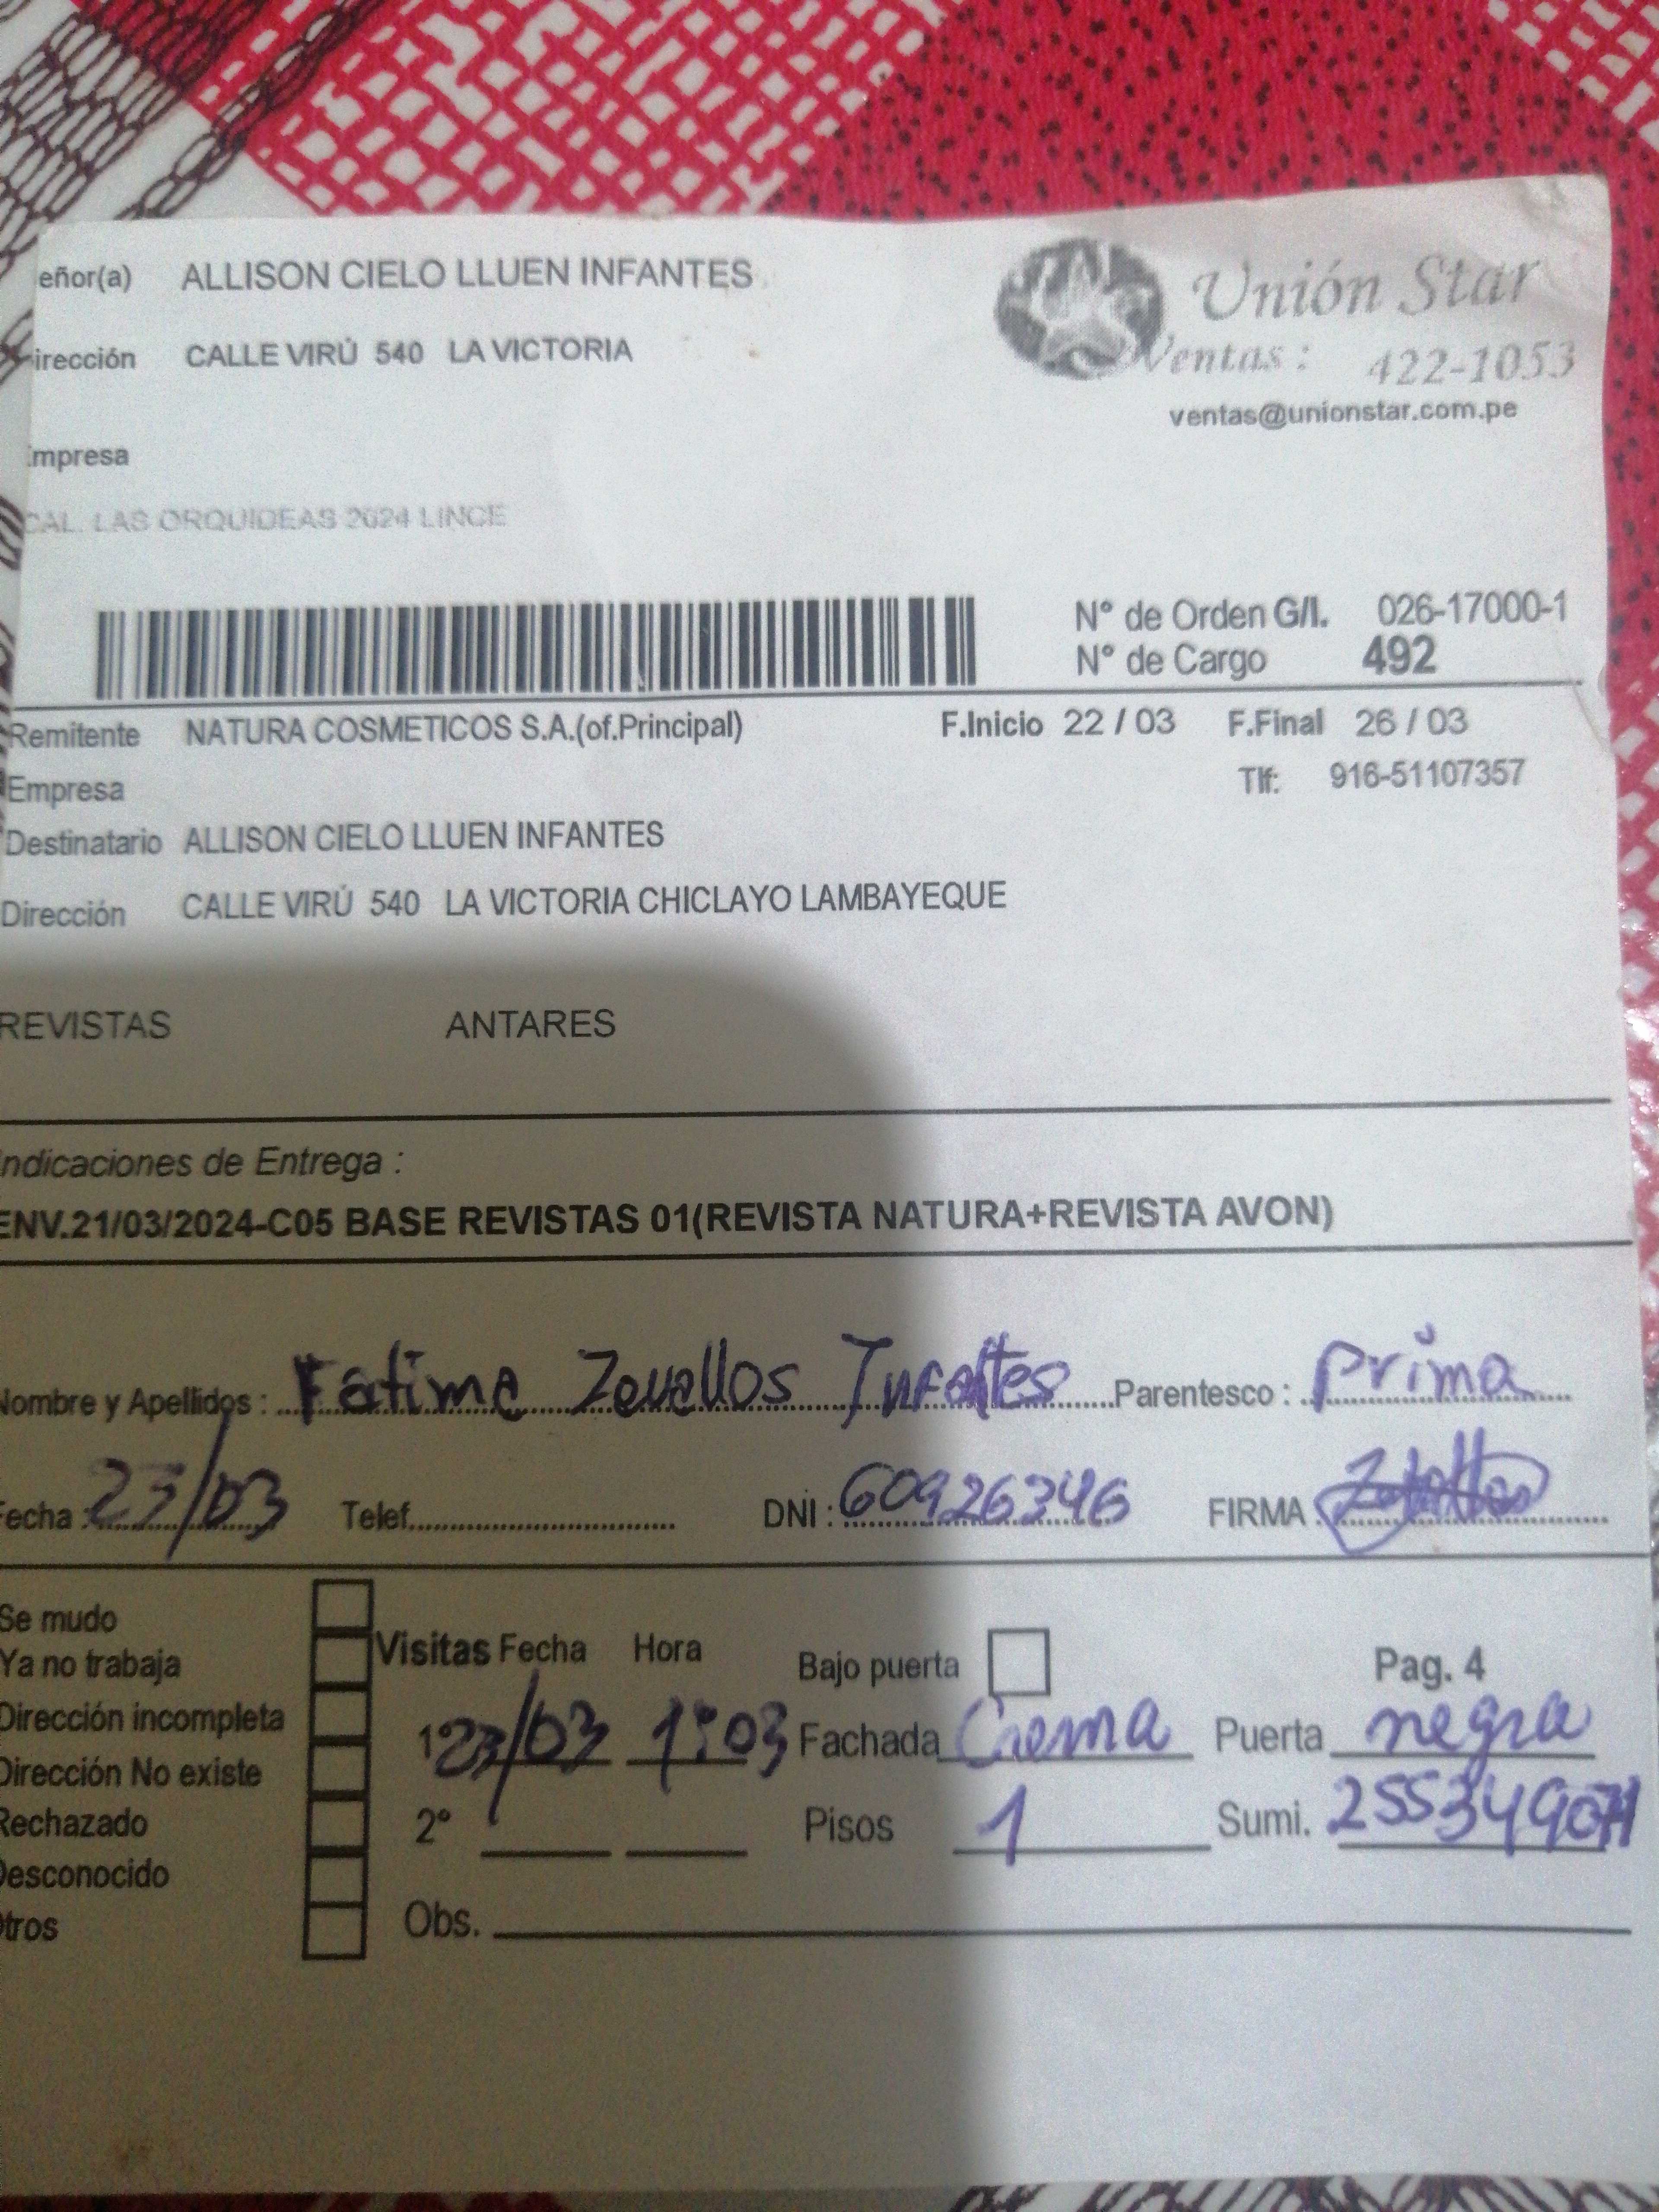 eñor(a) ALLISON CIELO LLUEN INFANTES
Unión Star
irección CALLE VIRÚ 540 LA VICTORIA
Ventas : 422-1053
ventas@unionstar.com.pe
mpresa
CAL. LAS ORQUIDEAS 2624 LINCE
N° de Orden G/I. 026-17000-1
N° de Cargo 492
Remitente NATURA COSMETICOS S.A.(of.Principal) F.Inicio 22 / 03 F.Final 26 / 03
Empresa Tlf: 916-51107357
Destinatario ALLISON CIELO LLUEN INFANTES
Dirección CALLE VIRÚ 540 LA VICTORIA CHICLAYO LAMBAYEQUE
REVISTAS ANTARES
Indicaciones de Entrega :
ENV.21/03/2024-C05 BASE REVISTAS 01(REVISTA NATURA+REVISTA AVON)
Nombre y Apellidos : Fatima Zevallos Infantes Parentesco : Prima
Fecha : 23/03 Telef. DNI : 60926346 FIRMA Zevallos
Se mudo
Ya no trabaja Visitas Fecha Hora Bajo puerta Pag. 4
Dirección incompleta 1° 23/03 1:03 Fachada Crema Puerta negra
Dirección No existe
Rechazado 2° Pisos 1 Sumi.
Desconocido
otros Obs.